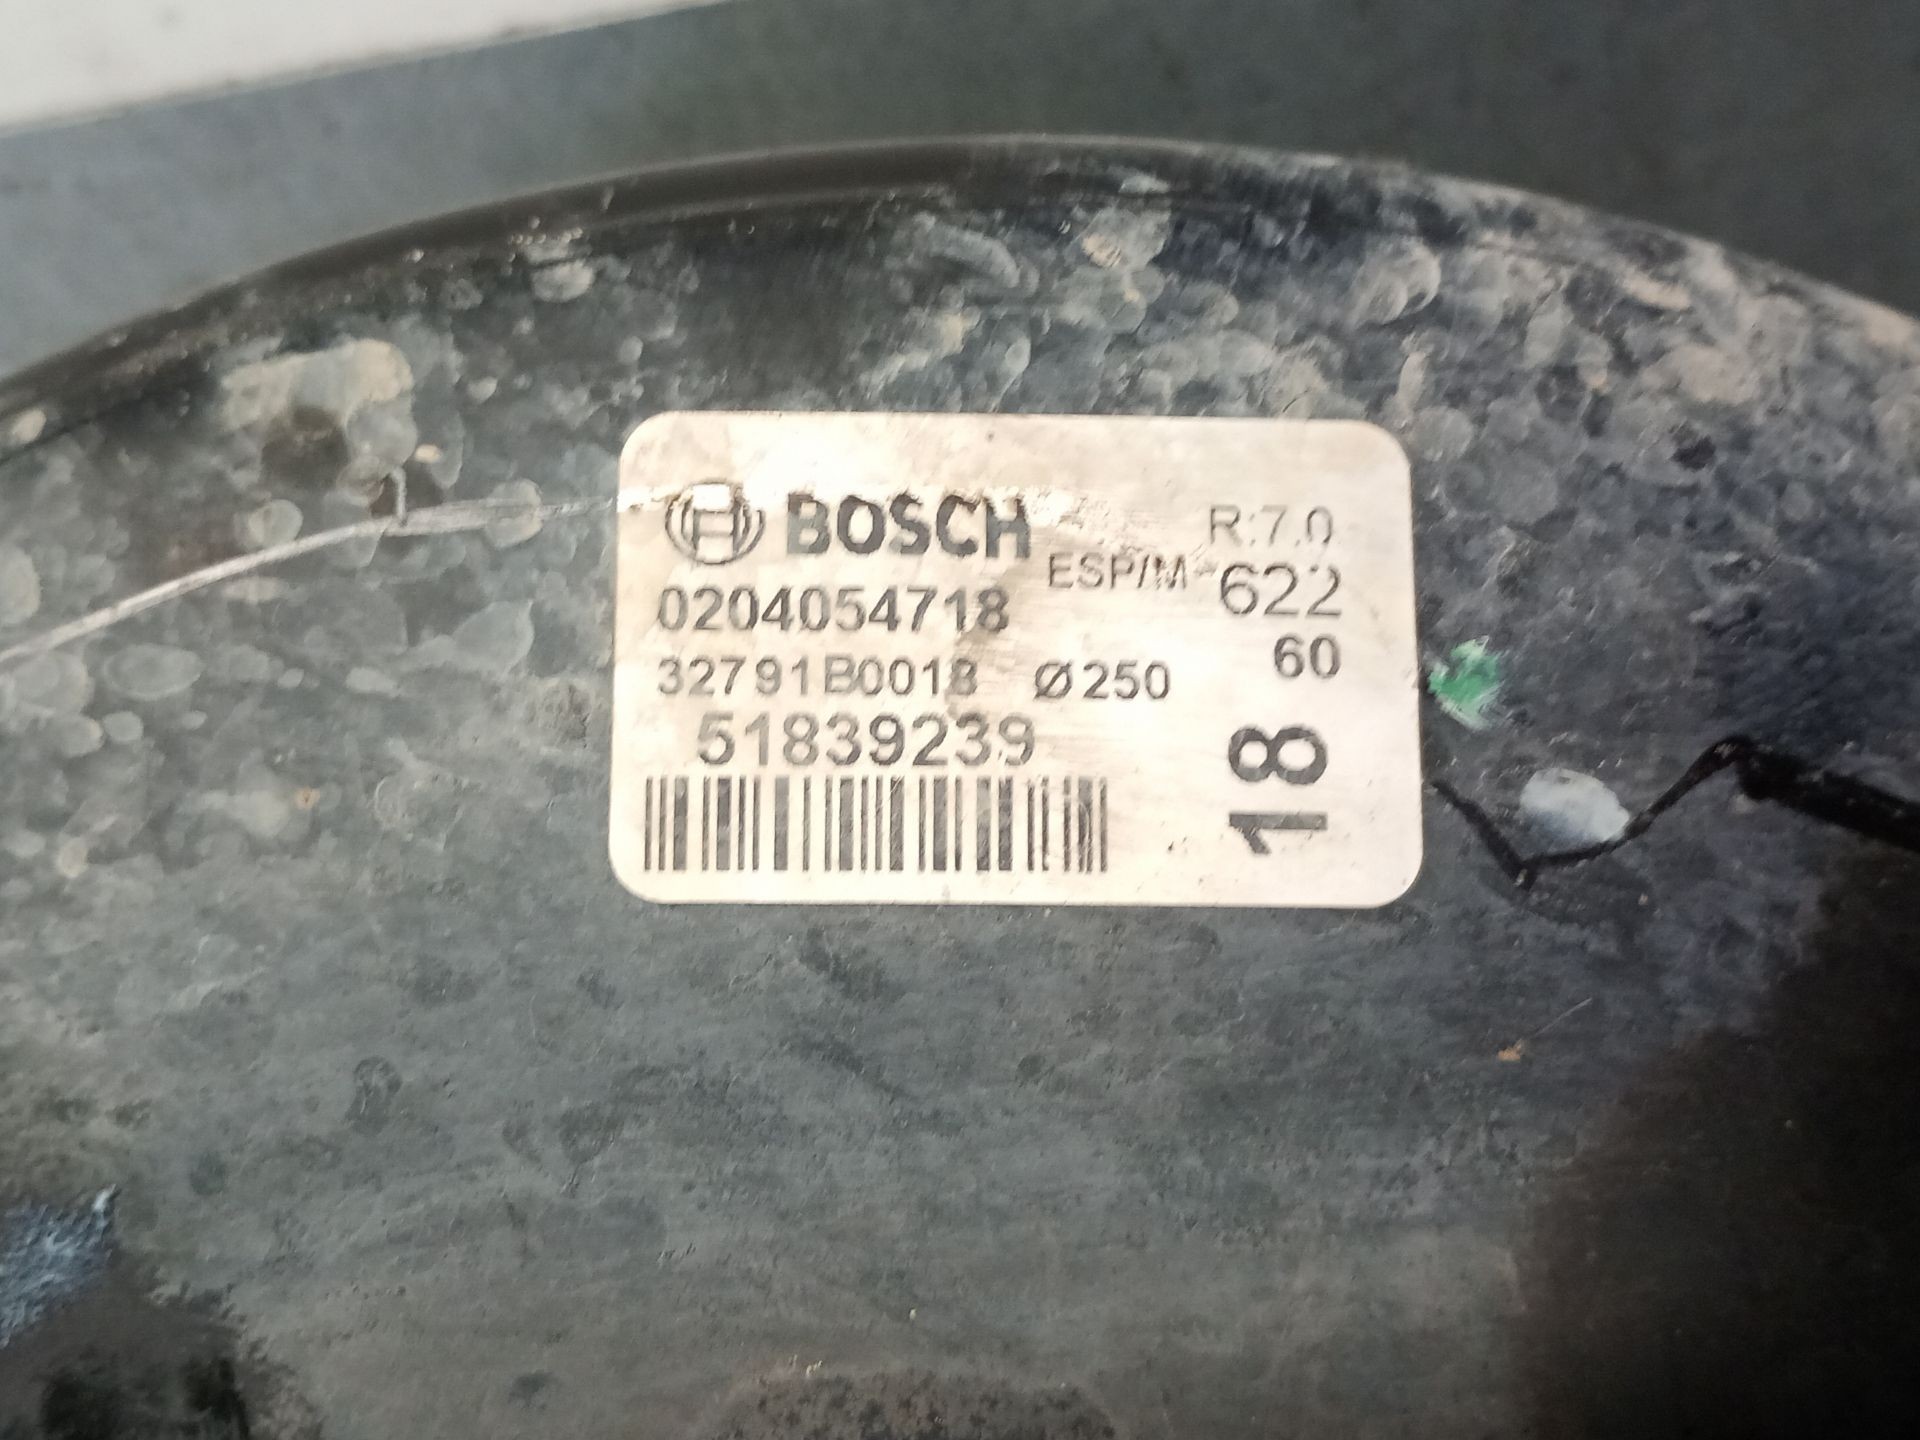 BOSCH
R:7.0
ESP/M
622
0204054718
60
32791B0018 Ø250
51839239
18